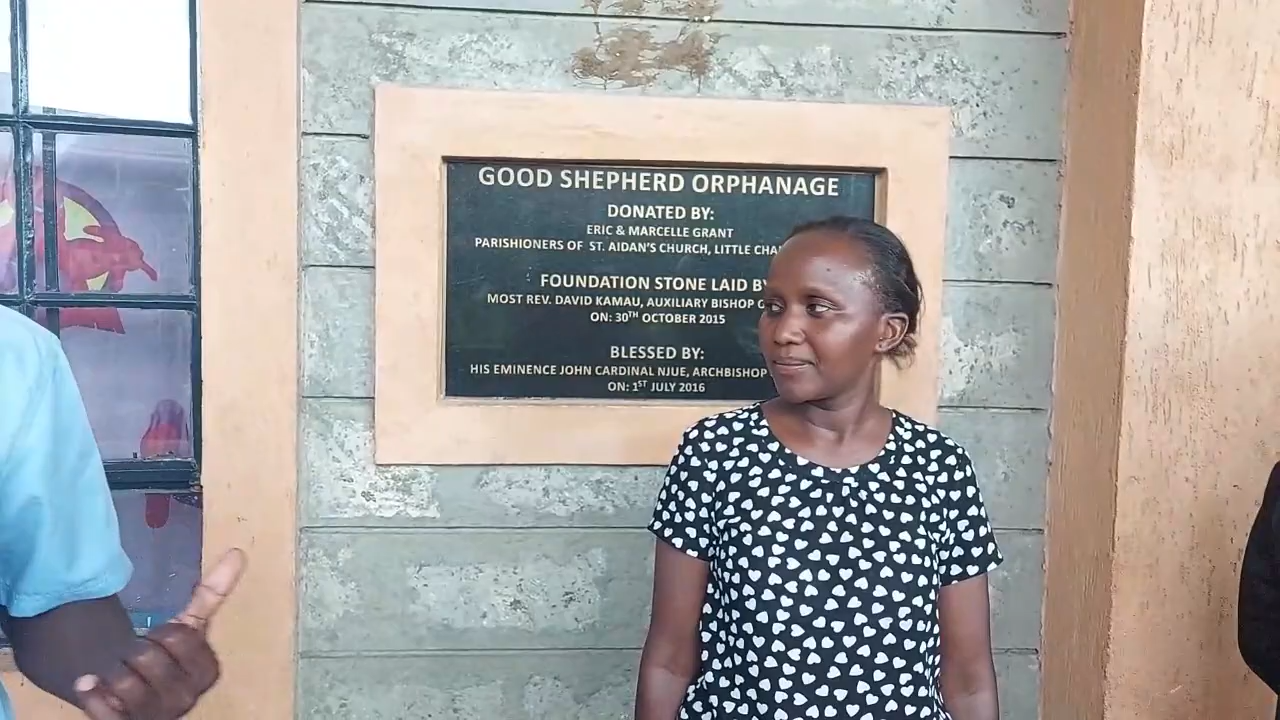 GOOD SHEPHERD ORPHANAGE
DONATED BY:
ERIC & MARCELLE GRANT
PARISHIONERS OF ST. AIDAN'S CHURCH, LITTLE
FOUNDATION STONE LAID
MOST REV. DAVID KAMAU, AUXILIARY BISHOP
ON: 30TH OCTOBER 2015
BLESSED BY:
HIS EMINENCE JOHN CARDINAL NJUE, ARCHBISHOP
ON: 1ST JULY 2016